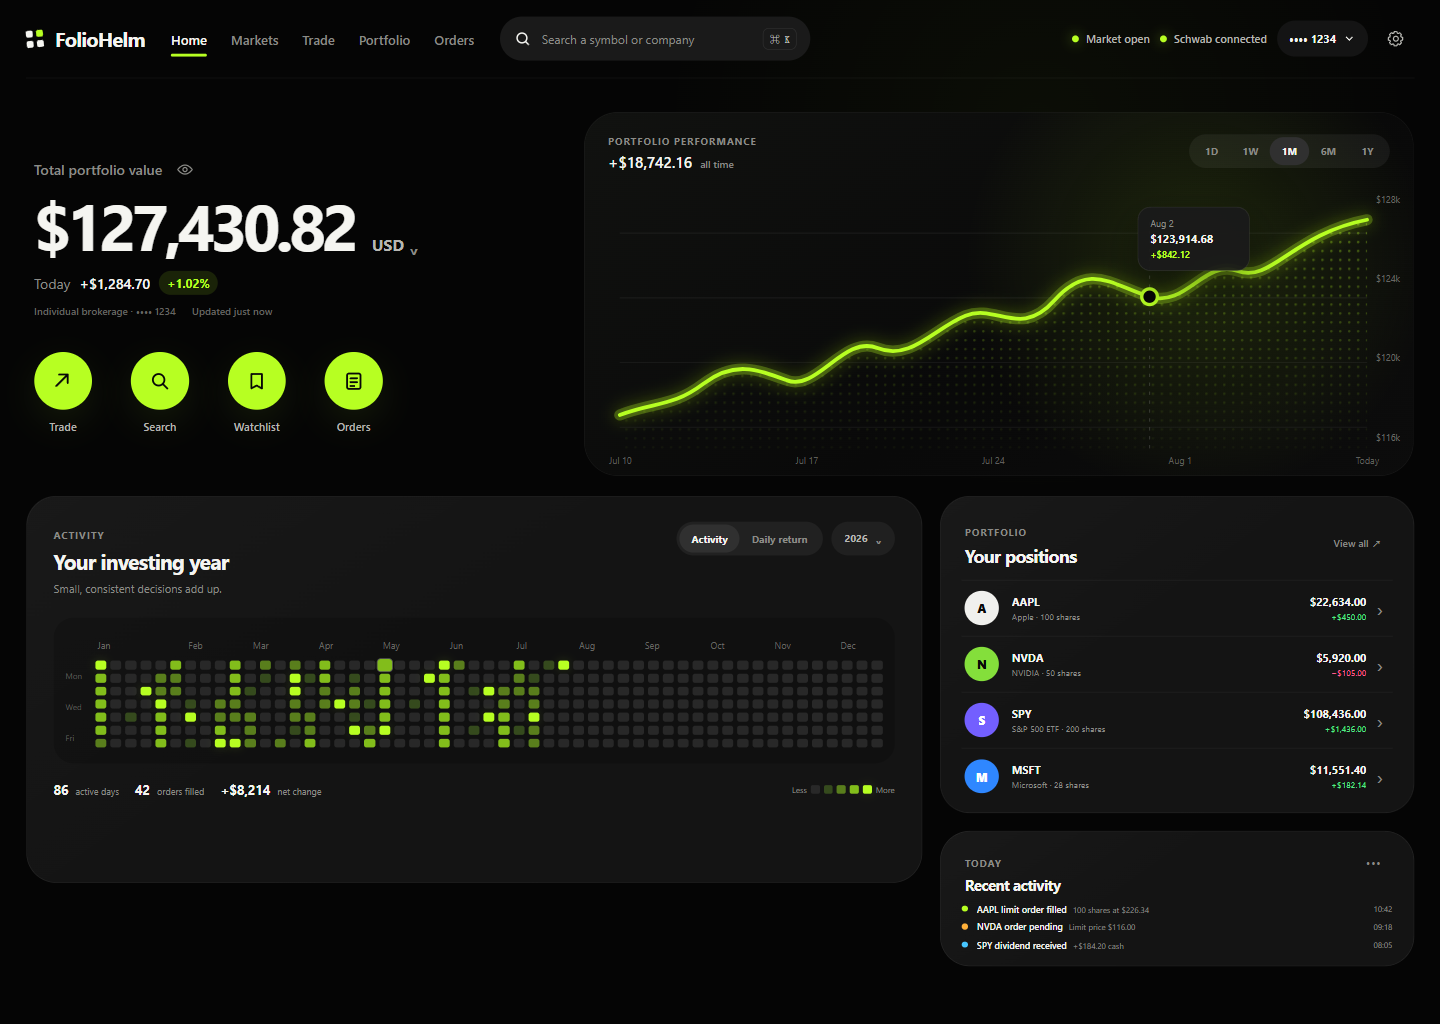 FolioHelm
Home Markets Trade Portfolio Orders
Search a symbol or company
⌘ K
Market open
Schwab connected
•••• 1234
Total portfolio value
$127,430.82 USD
Today +$1,284.70 +1.02%
Individual brokerage · •••• 1234 Updated just now
Trade Search Watchlist Orders
PORTFOLIO PERFORMANCE
+$18,742.16 all time
1D 1W 1M 6M 1Y
Aug 2
$123,914.68
+$842.12
$128k
$124k
$120k
$116k
Jul 10 Jul 17 Jul 24 Aug 1 Today
ACTIVITY
Your investing year
Small, consistent decisions add up.
Activity Daily return
2026
Jan Feb Mar Apr May Jun Jul Aug Sep Oct Nov Dec
Mon
Wed
Fri
86 active days 42 orders filled +$8,214 net change
Less More
PORTFOLIO
Your positions
View all ↗
A
AAPL $22,634.00
Apple · 100 shares +$450.00
N
NVDA $5,920.00
NVIDIA · 50 shares −$105.00
S
SPY $108,436.00
S&P 500 ETF · 200 shares +$1,436.00
M
MSFT $11,551.40
Microsoft · 28 shares +$182.14
TODAY
Recent activity
AAPL limit order filled 100 shares at $226.34 10:42
NVDA order pending Limit price $116.00 09:18
SPY dividend received +$184.20 cash 08:05